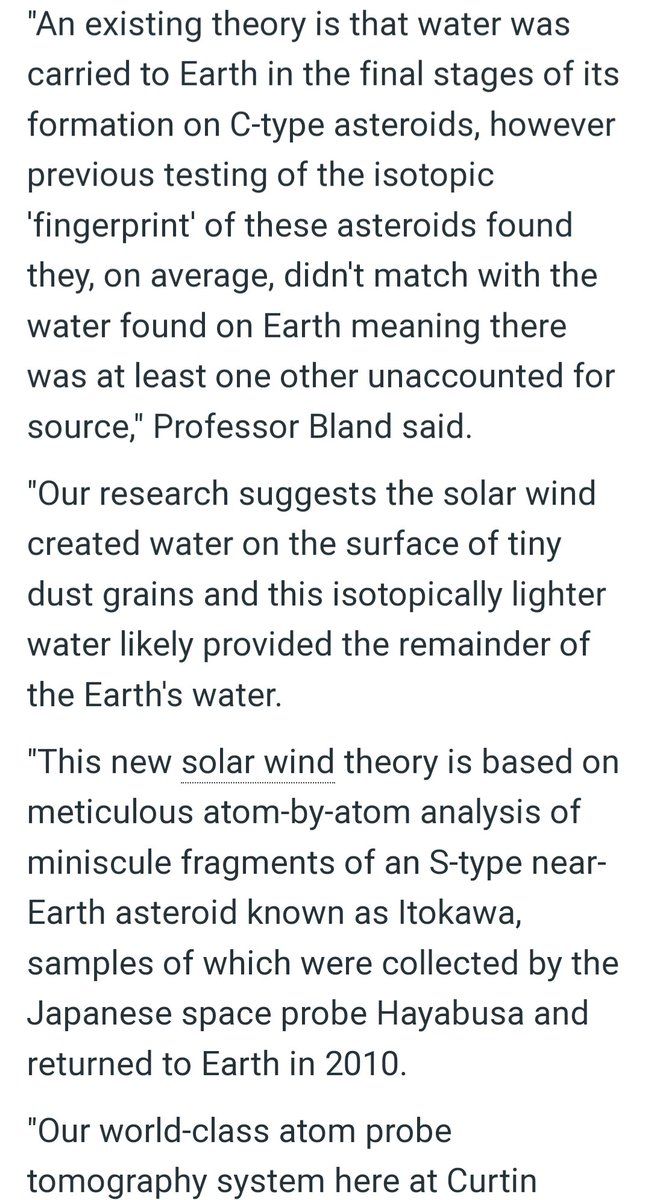 "An existing theory is that water was
carried to Earth in the final stages of its
formation on C-type asteroids, however
previous testing of the isotopic
'fingerprint' of these asteroids found
they, on average, didn't match with the
water found on Earth meaning there
was at least one other unaccounted for
source," Professor Bland said.
"Our research suggests the solar wind
created water on the surface of tiny
dust grains and this isotopically lighter
water likely provided the remainder of
the Earth's water.
"This new solar wind theory is based on
meticulous atom-by-atom analysis of
miniscule fragments of an S-type near-
Earth asteroid known as Itokawa,
samples of which were collected by the
Japanese space probe Hayabusa and
returned to Earth in 2010.
"Our world-class atom probe
tomography system here at Curtin